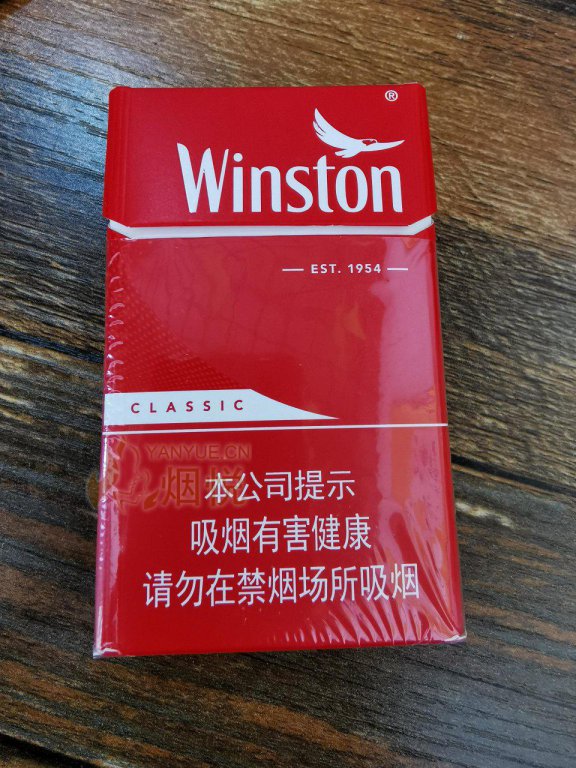 ®
Winston
EST. 1954
CLASSIC
YANYUE.CN
烟悦
本公司提示
吸烟有害健康
请勿在禁烟场所吸烟